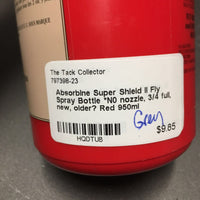 The Tack Collector
797398-23
Absorbine Super Shield II Fly
Spray Bottle *N0 nozzle, 3/4 full,
new, older? Red 950ml
Grey
$9.85
HQDTUB